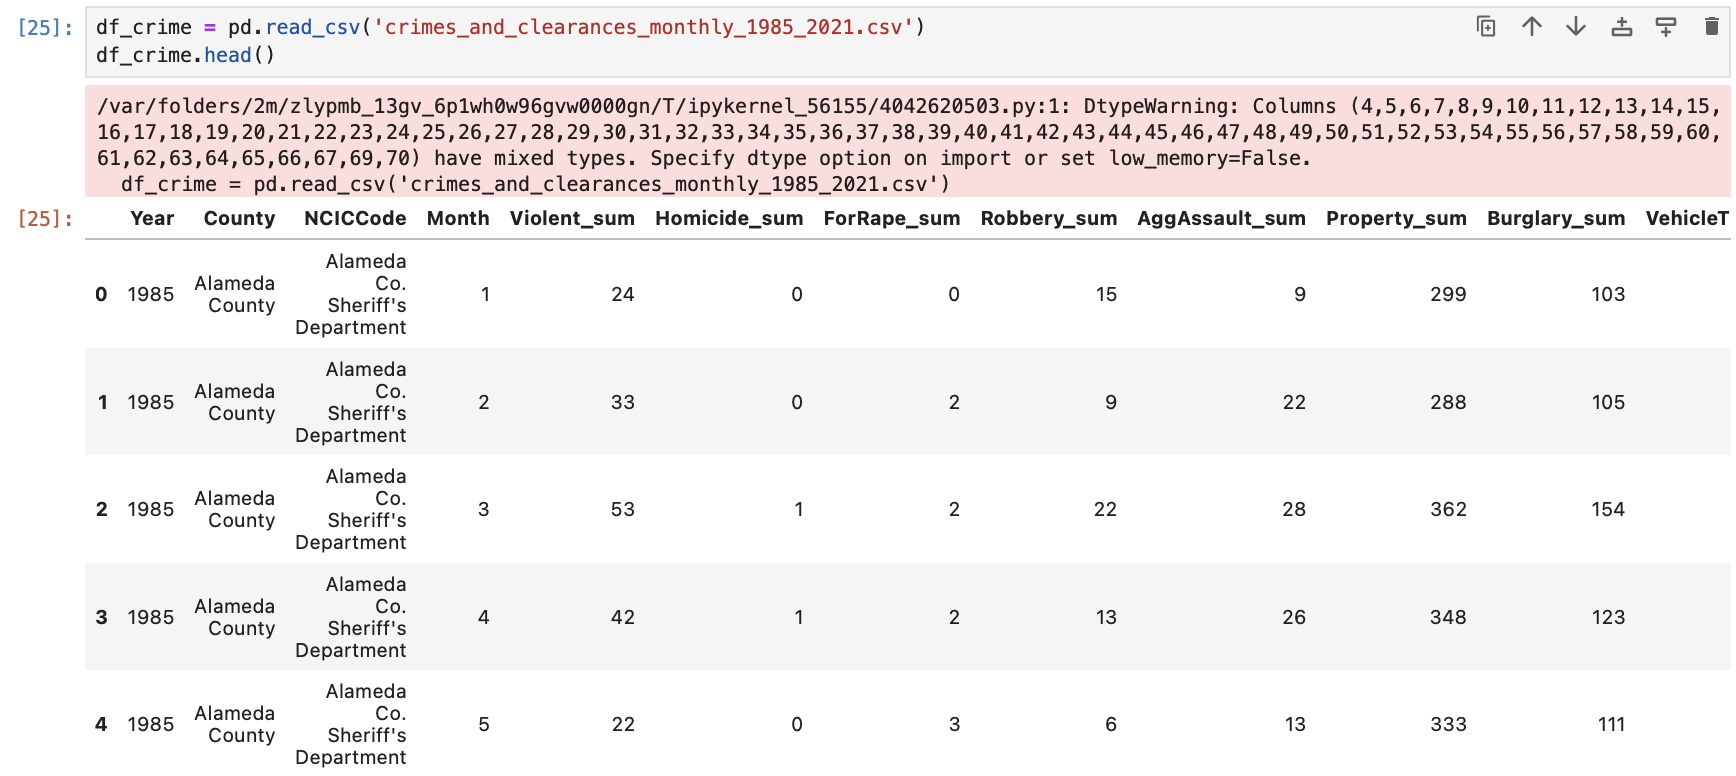 [25]: df_crime = pd.read_csv('crimes_and_clearances_monthly_1985_2021.csv')
df_crime.head()
/var/folders/2m/zlypmb_13gv_6p1wh0w96gvw0000gn/T/ipykernel_56155/4042620503.py:1: DtypeWarning: Columns (4,5,6,7,8,9,10,11,12,13,14,15,
16,17,18,19,20,21,22,23,24,25,26,27,28,29,30,31,32,33,34,35,36,37,38,39,40,41,42,43,44,45,46,47,48,49,50,51,52,53,54,55,56,57,58,59,60,
61,62,63,64,65,66,67,69,70) have mixed types. Specify dtype option on import or set low_memory=False.
df_crime = pd.read_csv('crimes_and_clearances_monthly_1985_2021.csv')
[25]: Year County NCICCode Month Violent_sum Homicide_sum ForRape_sum Robbery_sum AggAssault_sum Property_sum Burglary_sum VehicleT
0 1985 Alameda County Alameda Co. Sheriff's Department 1 24 0 0 15 9 299 103
1 1985 Alameda County Alameda Co. Sheriff's Department 2 33 0 2 9 22 288 105
2 1985 Alameda County Alameda Co. Sheriff's Department 3 53 1 2 22 28 362 154
3 1985 Alameda County Alameda Co. Sheriff's Department 4 42 1 2 13 26 348 123
4 1985 Alameda County Alameda Co. Sheriff's Department 5 22 0 3 6 13 333 111